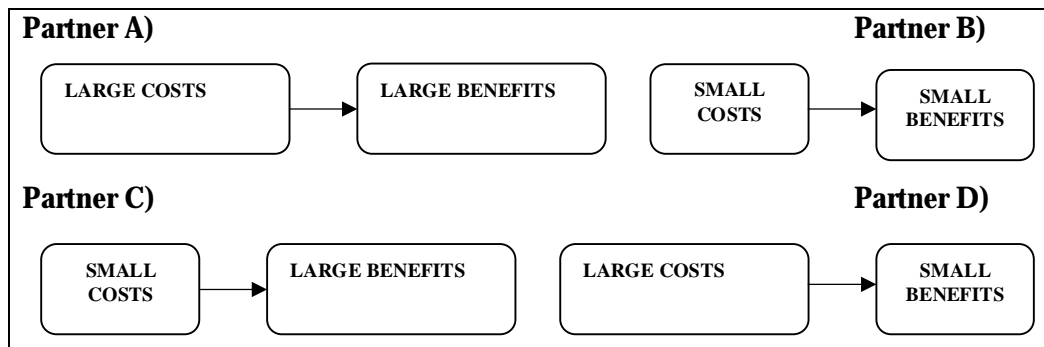 Partner A)
Partner B)
LARGE COSTS
LARGE BENEFITS
SMALL
COSTS
SMALL
BENEFITS
Partner C)
Partner D)
SMALL
COSTS
LARGE BENEFITS
LARGE COSTS
SMALL
BENEFITS